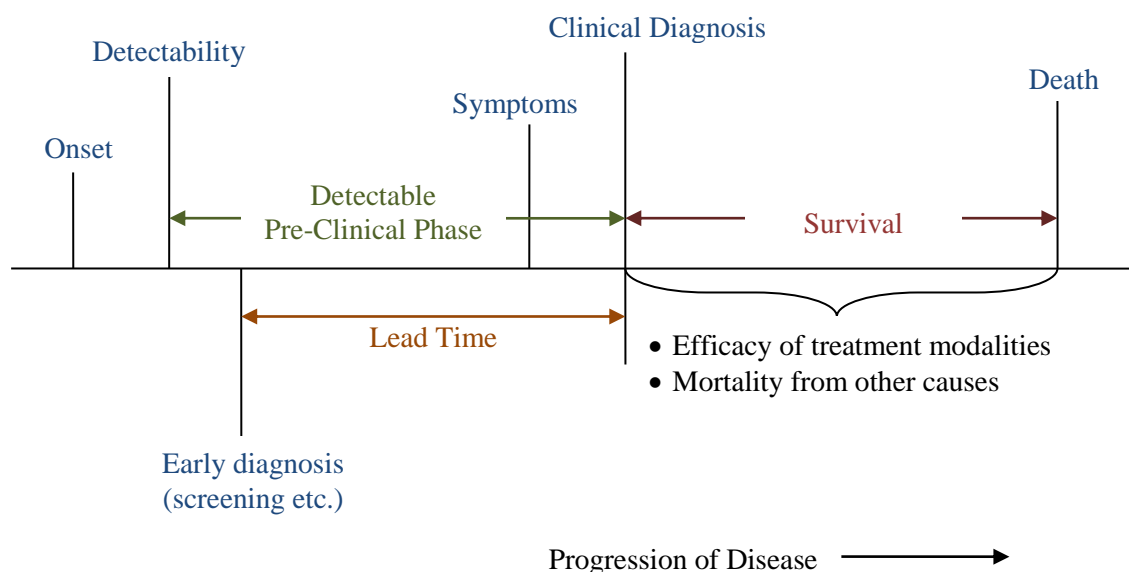 Clinical Diagnosis
Detectability
Death
Symptoms
Onset
Detectable
Pre-Clinical Phase
Survival
Lead Time
• Efficacy of treatment modalities
• Mortality from other causes
Early diagnosis
(screening etc.)
Progression of Disease